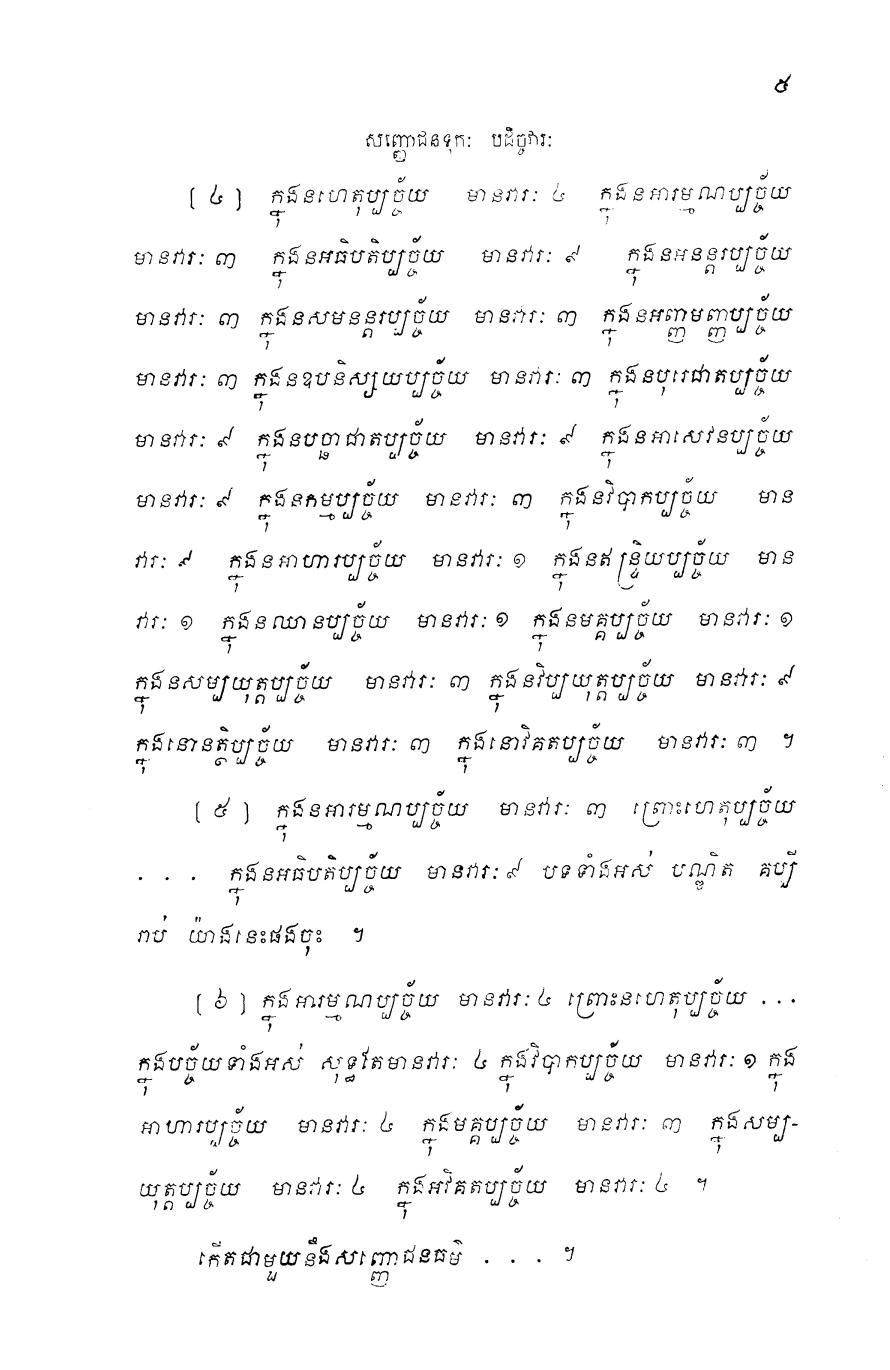 ៥
សញ្ញោជនទុកៈ បដិច្ចវារៈ
[ ៤ ] ក្នុងនហេតុប្បច្ច័យ មានវារៈ ៤ ក្នុងនអារម្មណប្បច្ច័យ
មានវារៈ ៣ ក្នុងនអធិបតិប្បច្ច័យ មានវារៈ ៩ ក្នុងនអនន្តរប្បច្ច័យ
មានវារៈ ៣ ក្នុងនសមនន្តរប្បច្ច័យ មានវារៈ ៣ ក្នុងនអញ្ញមញ្ញប្បច្ច័យ
មានវារៈ ៣ ក្នុងនឧបនិស្សយប្បច្ច័យ មានវារៈ ៣ ក្នុងនបុរេជាតប្បច្ច័យ
មានវារៈ ៩ ក្នុងនបច្ឆាជាតប្បច្ច័យ មានវារៈ ៩ ក្នុងនអាសេវនប្បច្ច័យ
មានវារៈ ៩ ក្នុងនកម្មប្បច្ច័យ មានវារៈ ៣ ក្នុងនវិបាកប្បច្ច័យ មាន
វារៈ ៩ ក្នុងនអាហារប្បច្ច័យ មានវារៈ ១ ក្នុងនឥន្ទ្រិយប្បច្ច័យ មាន
វារៈ ១ ក្នុងនឈានប្បច្ច័យ មានវារៈ ១ ក្នុងនមគ្គប្បច្ច័យ មានវារៈ ១
ក្នុងនសម្បយុត្តប្បច្ច័យ មានវារៈ ៣ ក្នុងនវិប្បយុត្តប្បច្ច័យ មានវារៈ ៩
ក្នុងនោនត្ថិប្បច្ច័យ មានវារៈ ៣ ក្នុងនោវិគតប្បច្ច័យ មានវារៈ ៣ ។
[ ៥ ] ក្នុងនអារម្មណប្បច្ច័យ មានវារៈ ៣ ព្រោះហេតុប្បច្ច័យ
. . . ក្នុងនអធិបតិប្បច្ច័យ មានវារៈ ៩ បទទាំងអស់ បណ្ឌិត គប្បី
រាប់ យ៉ាងនេះផងចុះ ។
[ ៦ ] ក្នុងអារម្មណប្បច្ច័យ មានវារៈ ៤ ព្រោះនហេតុប្បច្ច័យ . . .
ក្នុងបច្ច័យទាំងអស់ សុទ្ធតែមានវារៈ ៤ ក្នុងវិបាកប្បច្ច័យ មានវារៈ ១ ក្នុង
អាហារប្បច្ច័យ មានវារៈ ៤ ក្នុងមគ្គប្បច្ច័យ មានវារៈ ៣ ក្នុងសម្ប-
យុត្តប្បច្ច័យ មានវារៈ ៤ ក្នុងអវិគតប្បច្ច័យ មានវារៈ ៤ ។
កើតជាមួយនឹងសញ្ញោជនធម៌ . . . . ។